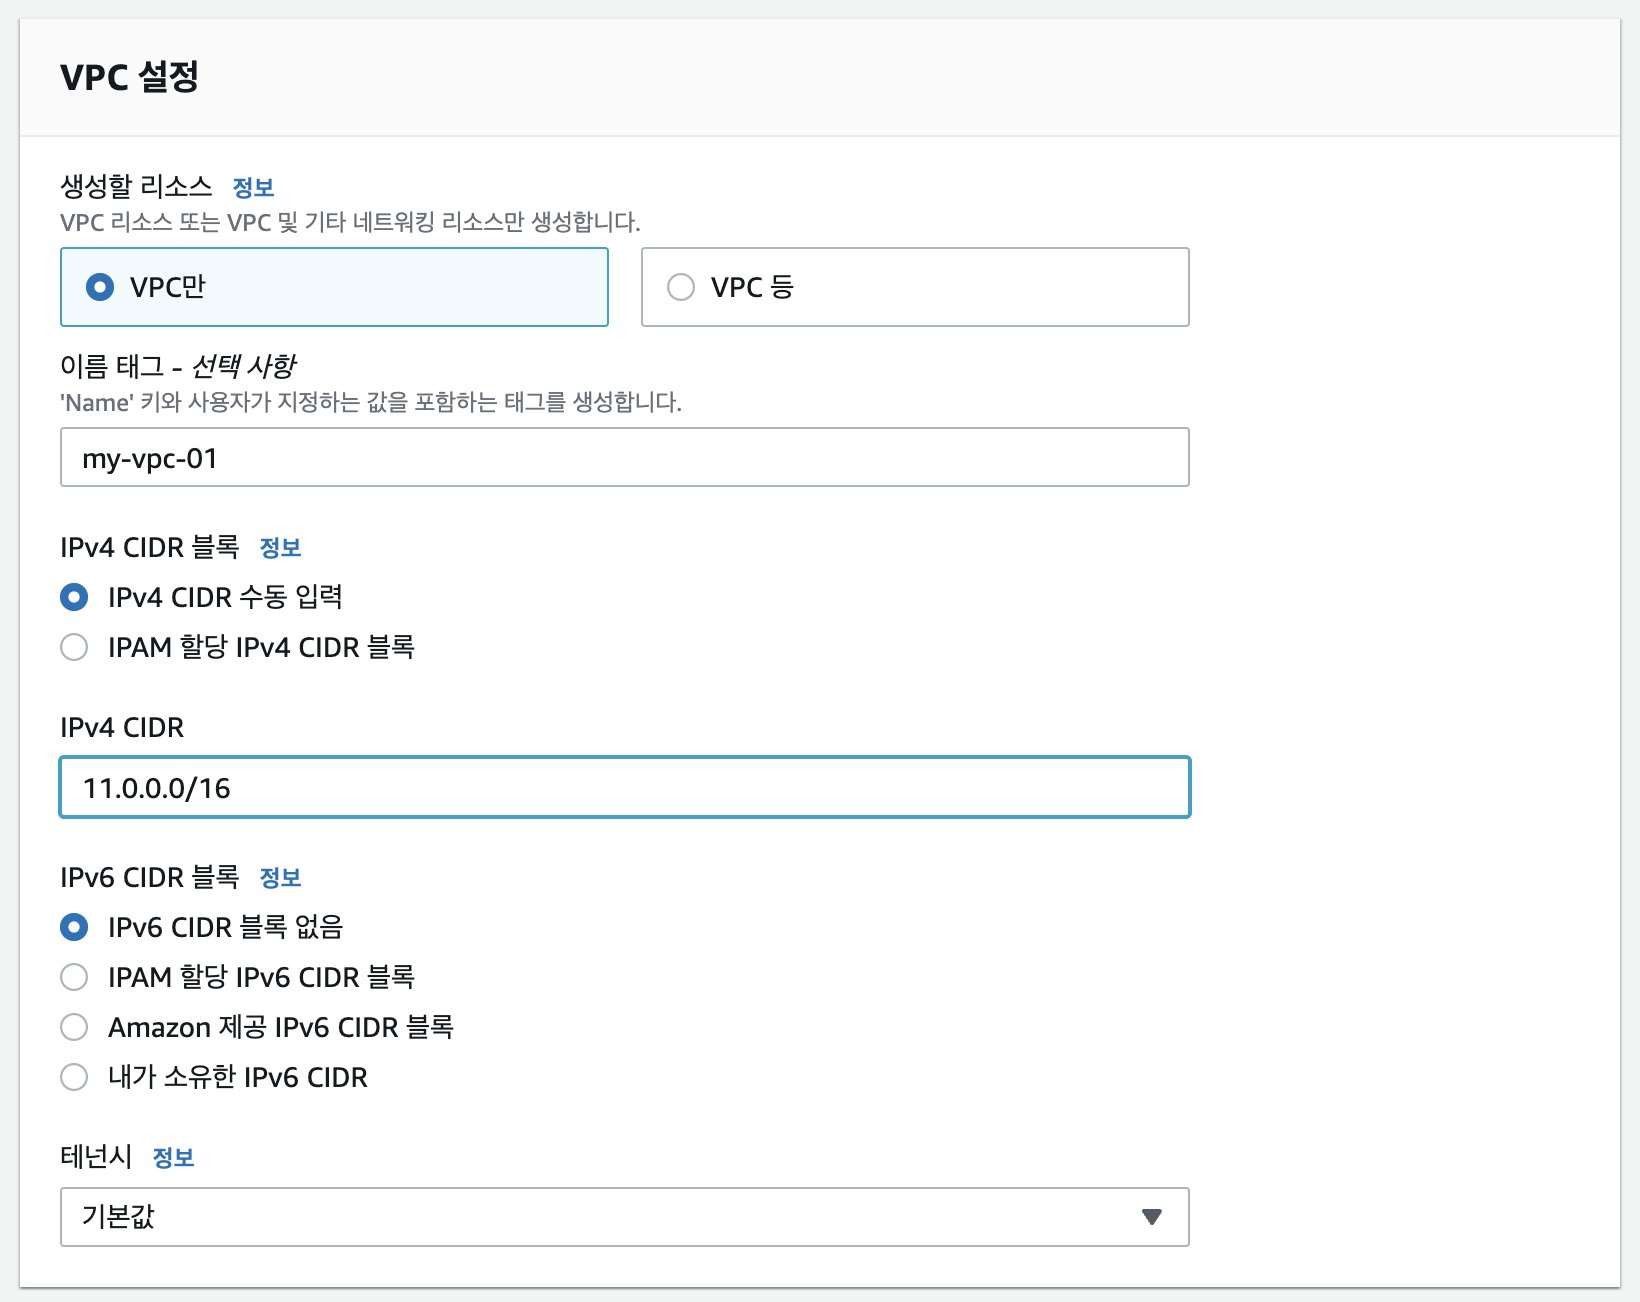 VPC 설정
생성할 리소스 정보
VPC 리소스 또는 VPC 및 기타 네트워킹 리소스만 생성합니다.
VPC만
VPC 등
이름 태그 - 선택 사항
'Name' 키와 사용자가 지정하는 값을 포함하는 태그를 생성합니다.
my-vpc-01
IPv4 CIDR 블록 정보
IPv4 CIDR 수동 입력
IPAM 할당 IPv4 CIDR 블록
IPv4 CIDR
11.0.0.0/16
IPv6 CIDR 블록 정보
IPv6 CIDR 블록 없음
IPAM 할당 IPv6 CIDR 블록
Amazon 제공 IPv6 CIDR 블록
내가 소유한 IPv6 CIDR
테넌시 정보
기본값